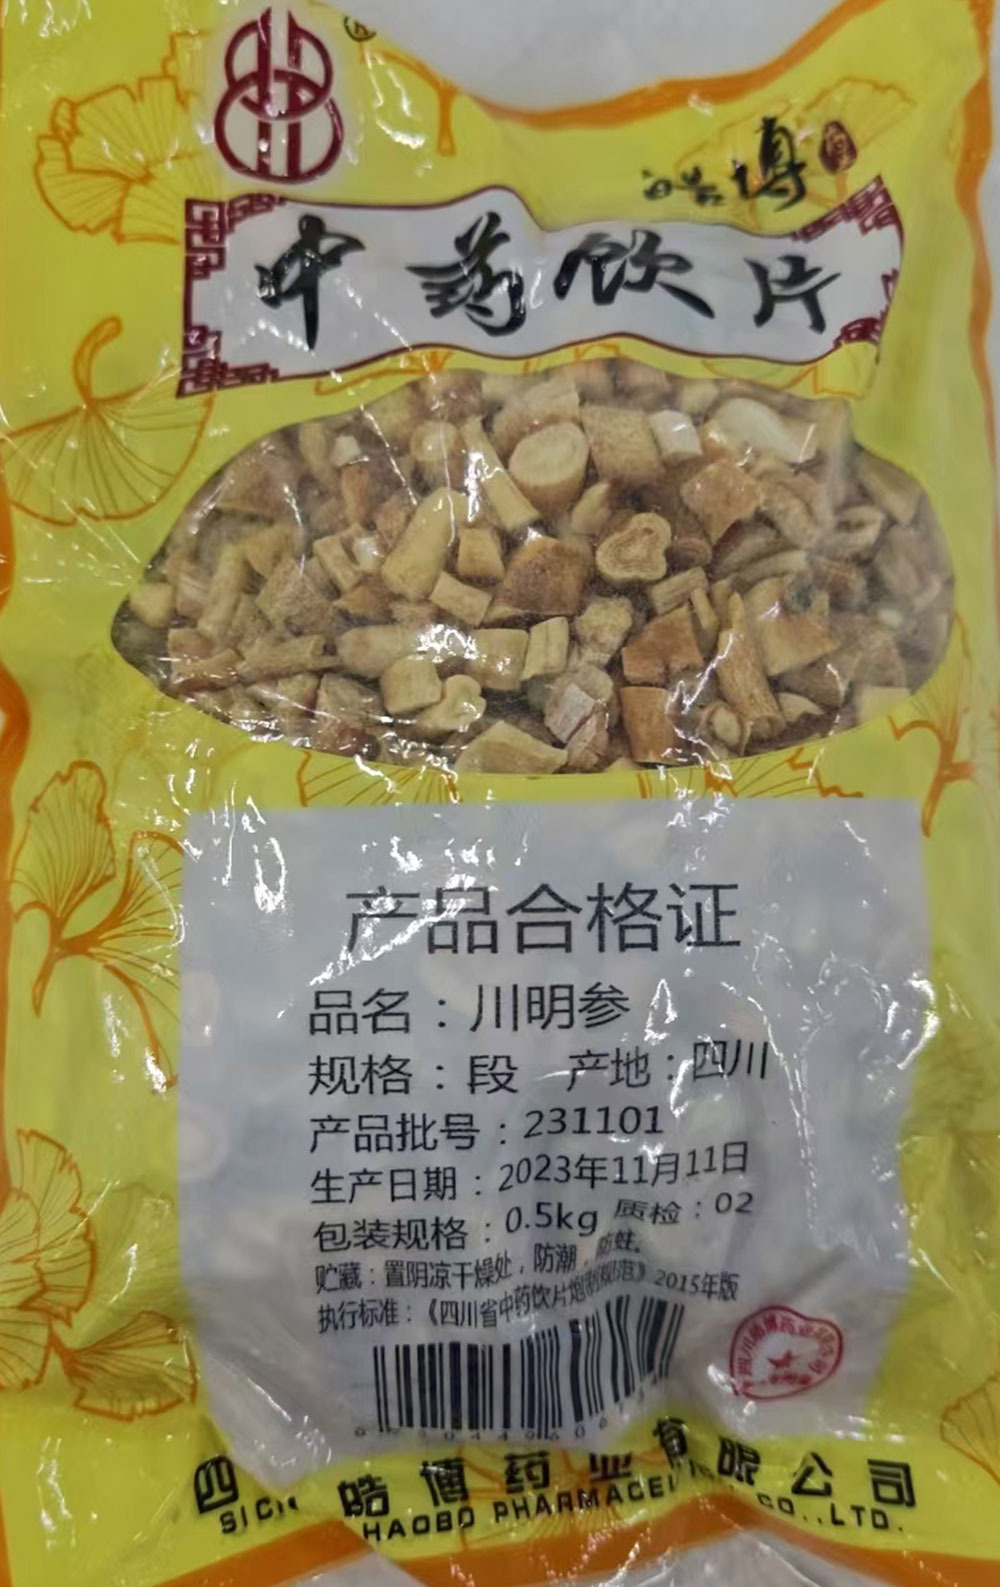 皓博
中药饮片
产品合格证
品名：川明参
规格：段 产地：四川
产品批号：231101
生产日期：2023年11月11日
包装规格：0.5kg 质检：02
贮藏：置阴凉干燥处，防潮，防蛀。
执行标准：《四川省中药饮片炮制规范》2015年版
四 皓博药业有限公司
HAOBO PHARMACEU CO.,LTD.